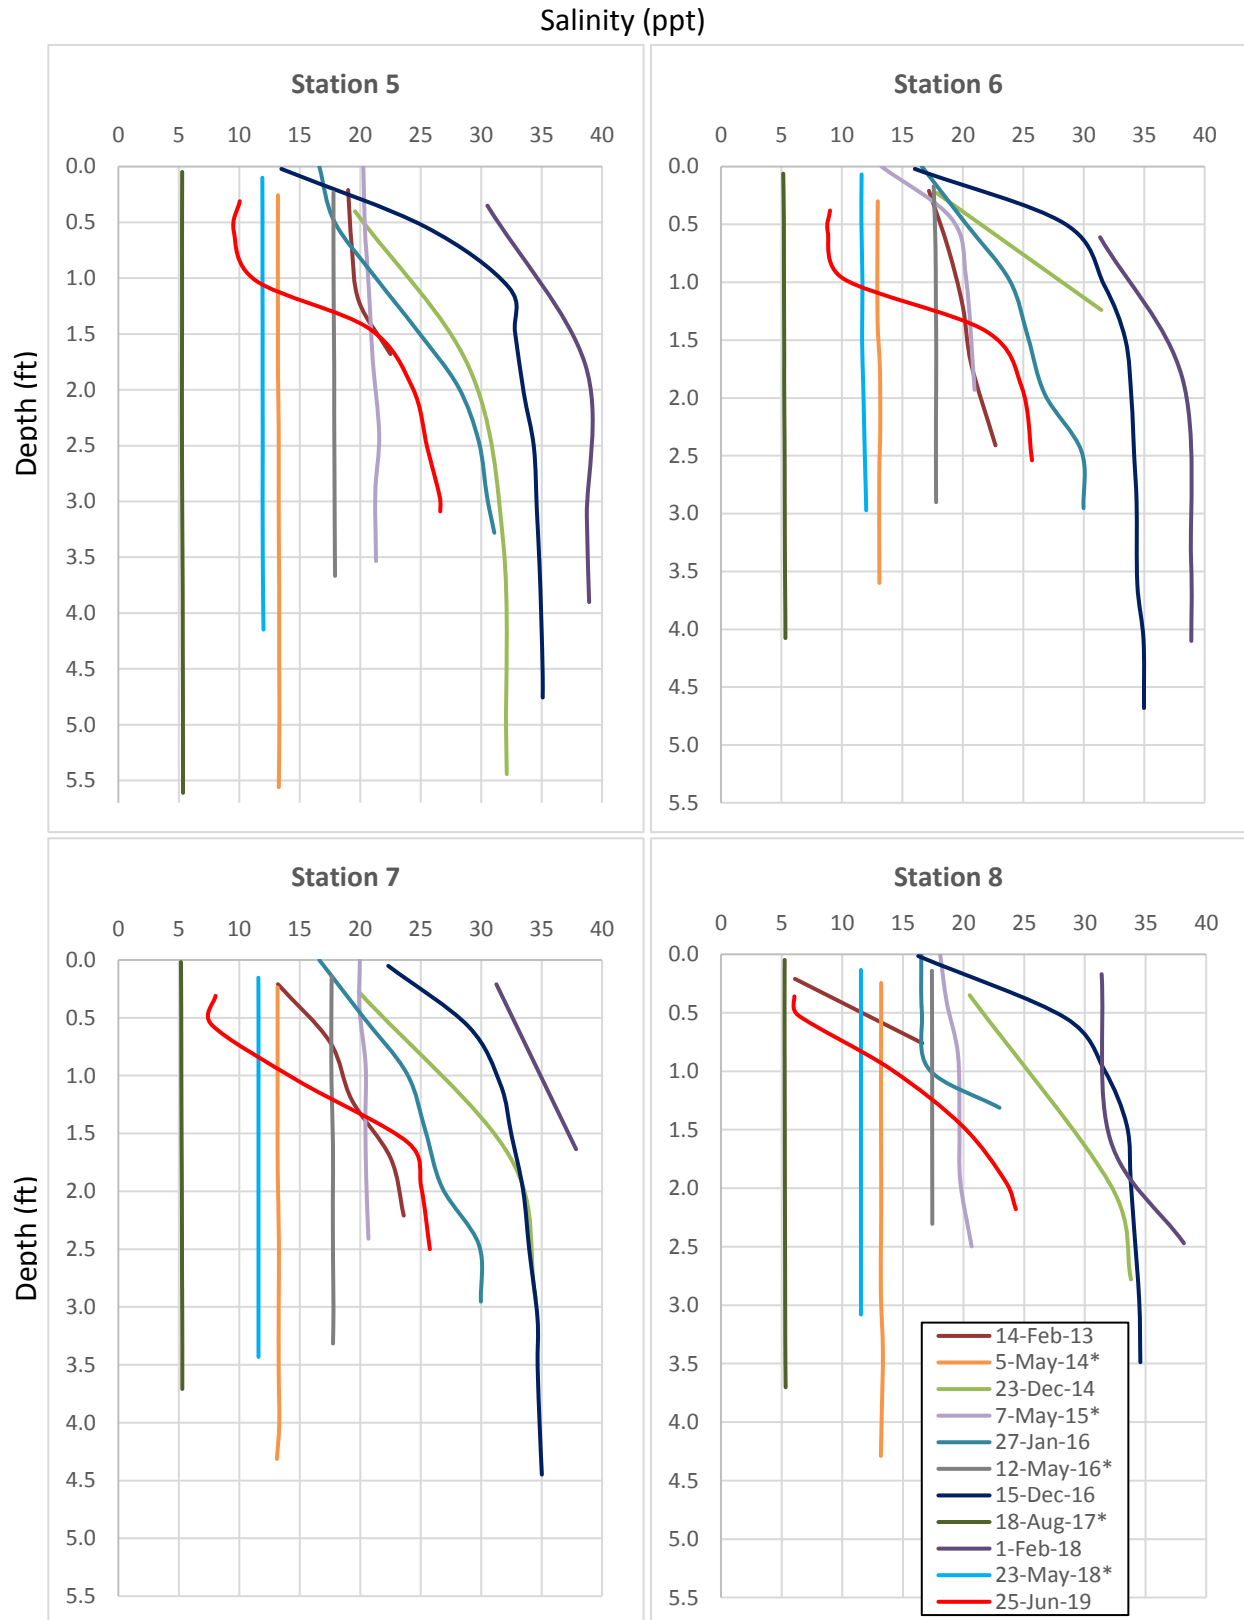 Salinity (ppt)
Station 5
0 5 10 15 20 25 30 35 40
0.0
0.5
1.0
1.5
2.0
2.5
3.0
3.5
4.0
4.5
5.0
5.5
Depth (ft)
Station 6
0 5 10 15 20 25 30 35 40
0.0
0.5
1.0
1.5
2.0
2.5
3.0
3.5
4.0
4.5
5.0
5.5
Station 7
0 5 10 15 20 25 30 35 40
0.0
0.5
1.0
1.5
2.0
2.5
3.0
3.5
4.0
4.5
5.0
5.5
Depth (ft)
Station 8
0 5 10 15 20 25 30 35 40
0.0
0.5
1.0
1.5
2.0
2.5
3.0
3.5
4.0
4.5
5.0
5.5
14-Feb-13
5-May-14*
23-Dec-14
7-May-15*
27-Jan-16
12-May-16*
15-Dec-16
18-Aug-17*
1-Feb-18
23-May-18*
25-Jun-19